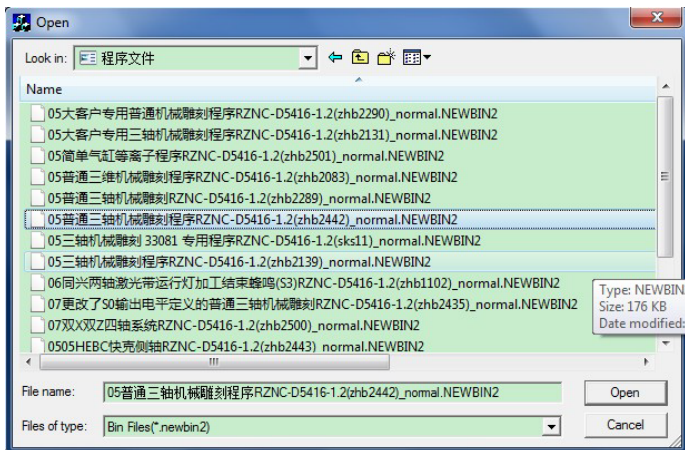 Open
Look in: 程序文件
Name
05大客户专用普通机械雕刻程序RZNC-D5416-1.2(zhb2290)_normal.NEWBIN2
05大客户专用三轴机械雕刻程序RZNC-D5416-1.2(zhb2131)_normal.NEWBIN2
05简单气缸等离子程序RZNC-D5416-1.2(zhb2501)_normal.NEWBIN2
05普通三维机械雕刻程序RZNC-D5416-1.2(zhb2083)_normal.NEWBIN2
05普通三轴机械雕刻程序RZNC-D5416-1.2(zhb2289)_normal.NEWBIN2
05普通三轴机械雕刻程序RZNC-D5416-1.2(zhb2442)_normal.NEWBIN2
05三轴机械雕刻 33081 专用程序RZNC-D5416-1.2(sks11)_normal.NEWBIN2
05三轴机械雕刻程序RZNC-D5416-1.2(zhb2139)_normal.NEWBIN2
06同兴两轴激光带运行灯加工结束蜂鸣(S3)RZNC-D5416-1.2(zhb1102)_normal.NEWBIN2
07更改了S0输出电平定义的普通三轴机械雕刻RZNC-D5416-1.2(zhb2435)_normal.NEWBIN2
07双X双Z四轴系统RZNC-D5416-1.2(zhb2500)_normal.NEWBIN2
0505HEBC快克侧轴RZNC-D5416-1.2(zhb2443)_normal.NEWBIN2
Type: NEWBIN
Size: 176 KB
Date modified:
File name: 05普通三轴机械雕刻程序RZNC-D5416-1.2(zhb2442)_normal.NEWBIN2 Open
Files of type: Bin Files(*.newbin2) Cancel